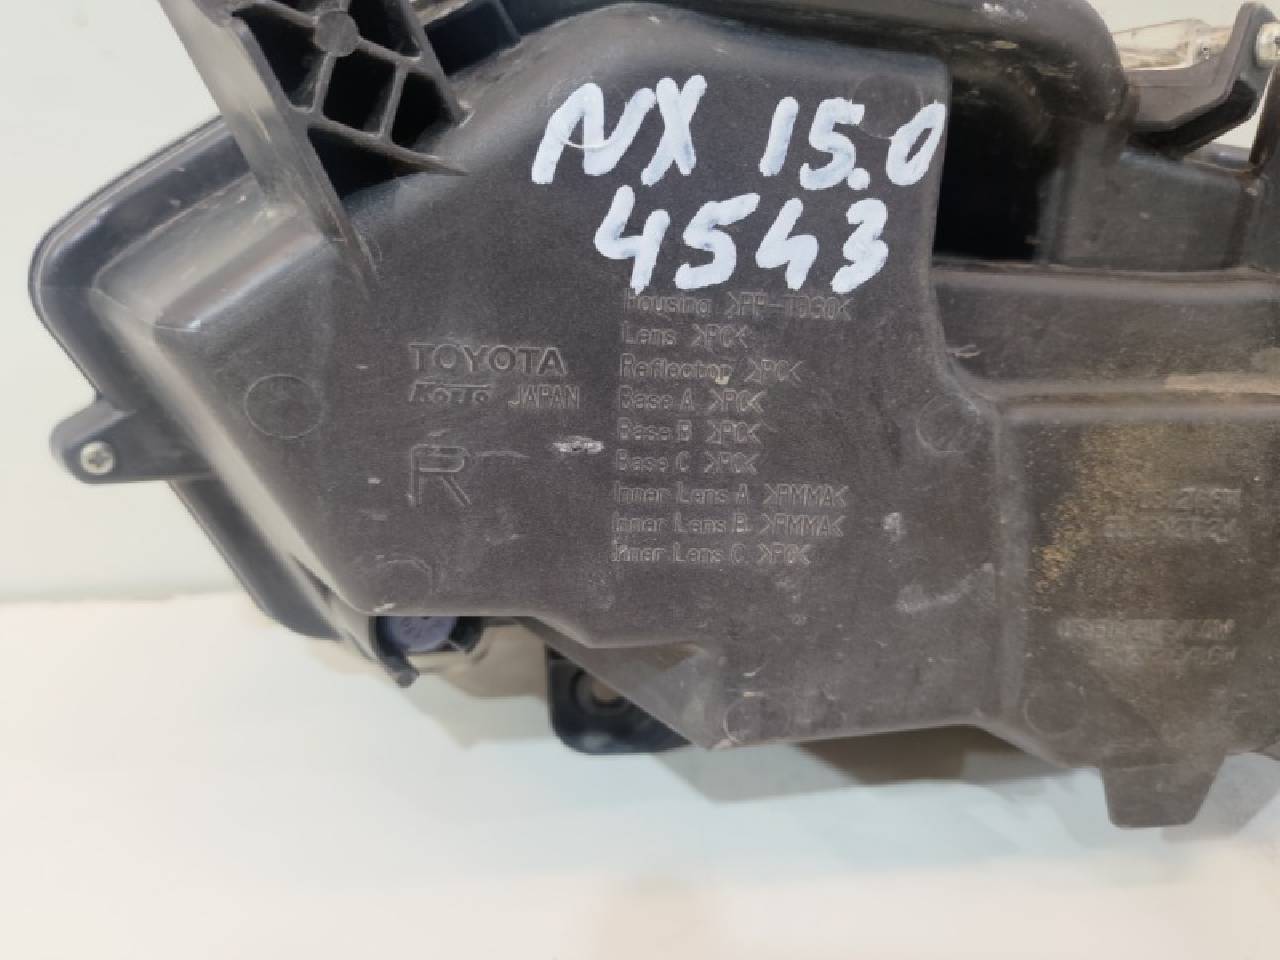 NX 15.0
4543
Housing >PP-TD30<
Lens >PC<
TOYOTA
Reflector >PC<
KOITO JAPAN
Base A >PC<
Base B >PC<
R
Base C >PC<
Inner Lens A >PMMA<
Inner Lens B >PMMA<
Inner Lens C >PC<